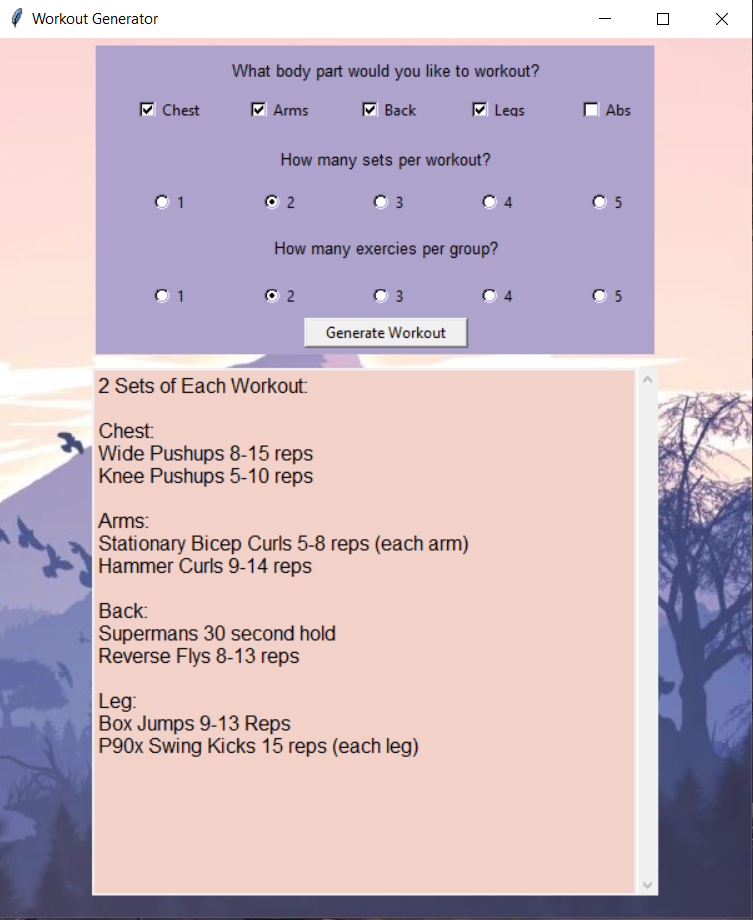 Workout Generator
What body part would you like to workout?
Chest Arms Back Legs Abs
How many sets per workout?
1 2 3 4 5
How many exercies per group?
1 2 3 4 5
Generate Workout
2 Sets of Each Workout:
Chest:
Wide Pushups 8-15 reps
Knee Pushups 5-10 reps
Arms:
Stationary Bicep Curls 5-8 reps (each arm)
Hammer Curls 9-14 reps
Back:
Supermans 30 second hold
Reverse Flys 8-13 reps
Leg:
Box Jumps 9-13 Reps
P90x Swing Kicks 15 reps (each leg)